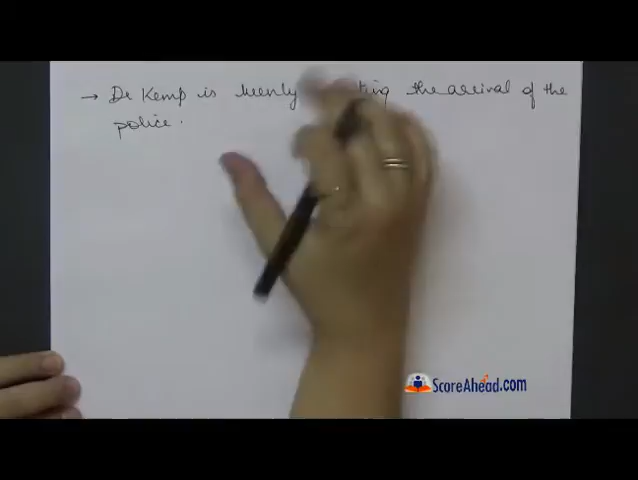 → Dr Kemp is keenly the arrival of the
police.
ScoreAhead.com